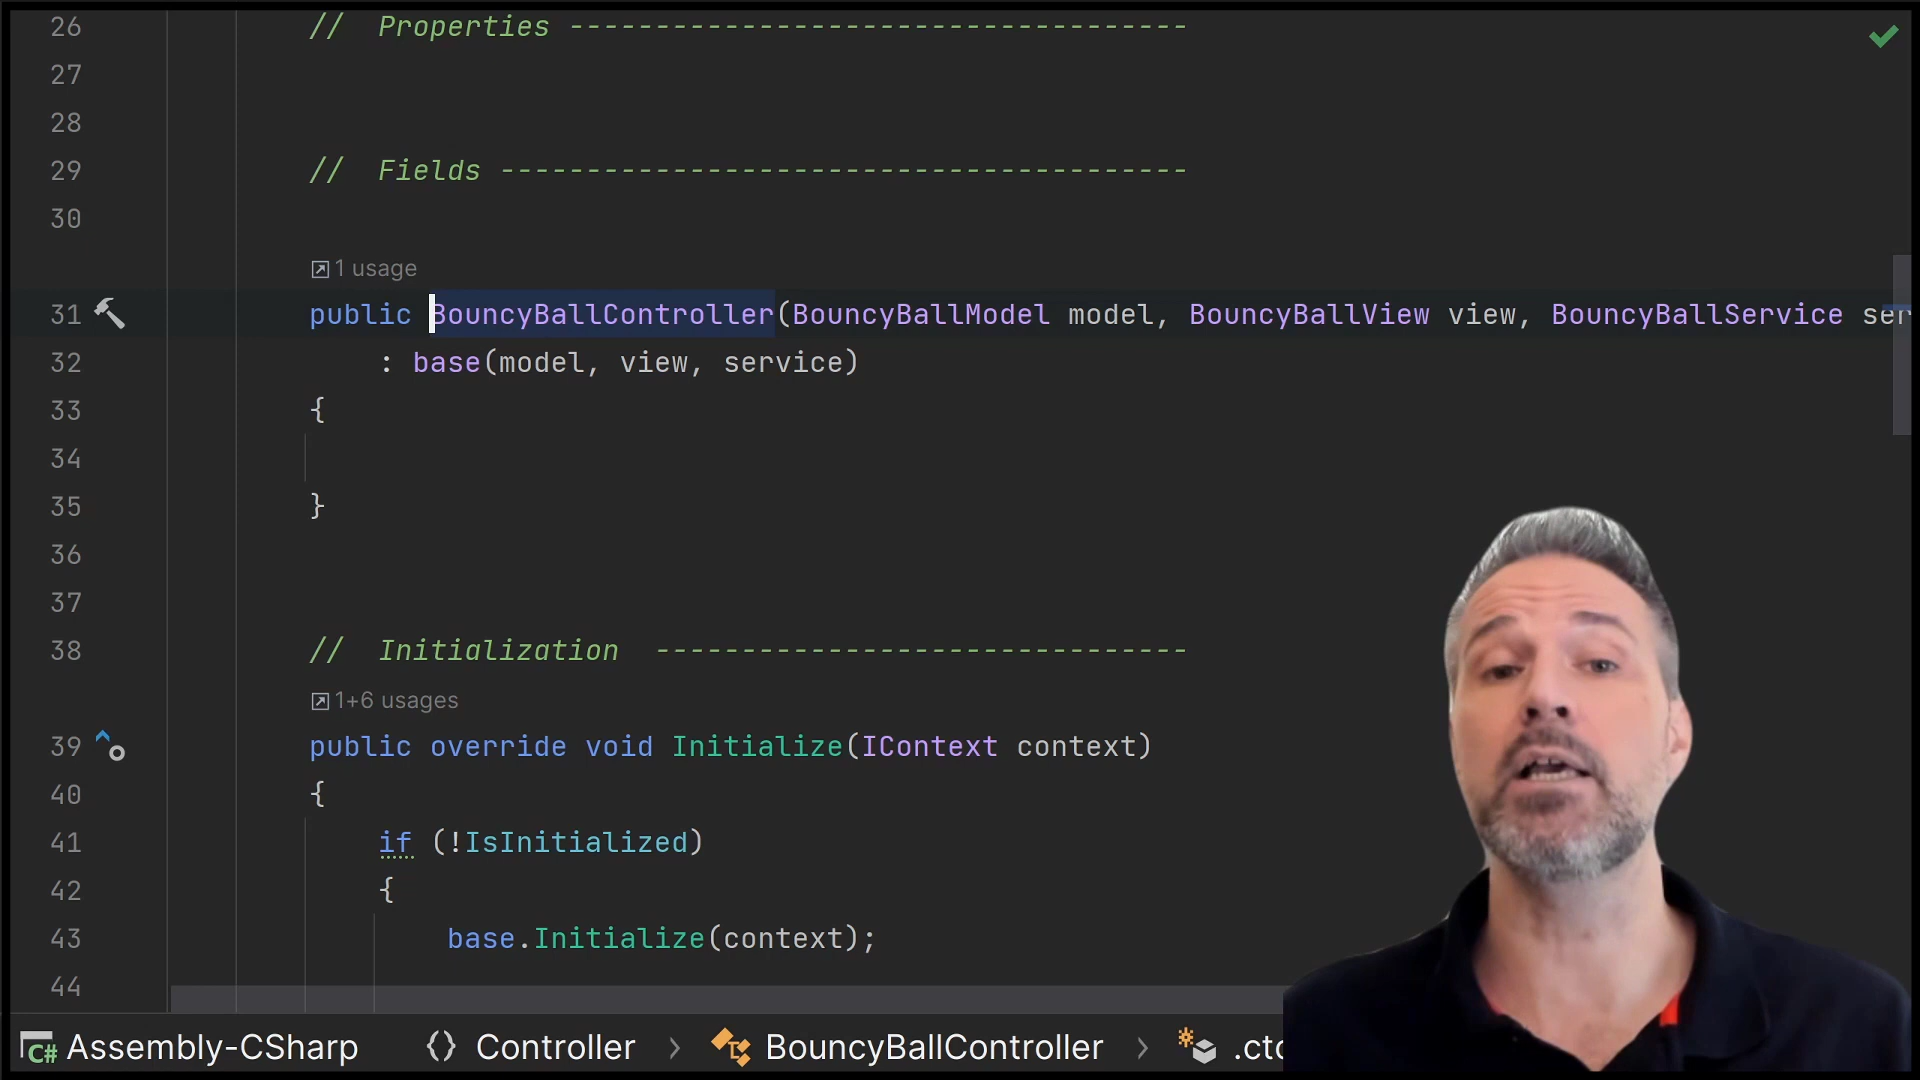 26 // Properties ------------------------------------
27
28
29 // Fields ----------------------------------------
30
1 usage
31 public BouncyBallController(BouncyBallModel model, BouncyBallView view, BouncyBallService ser
32 : base(model, view, service)
33 {
34
35 }
36
37
38 // Initialization -------------------------------
1+6 usages
39 public override void Initialize(IContext context)
40 {
41 if (!IsInitialized)
42 {
43 base.Initialize(context);
44
C# Assembly-CSharp {} Controller > BouncyBallController > .cto